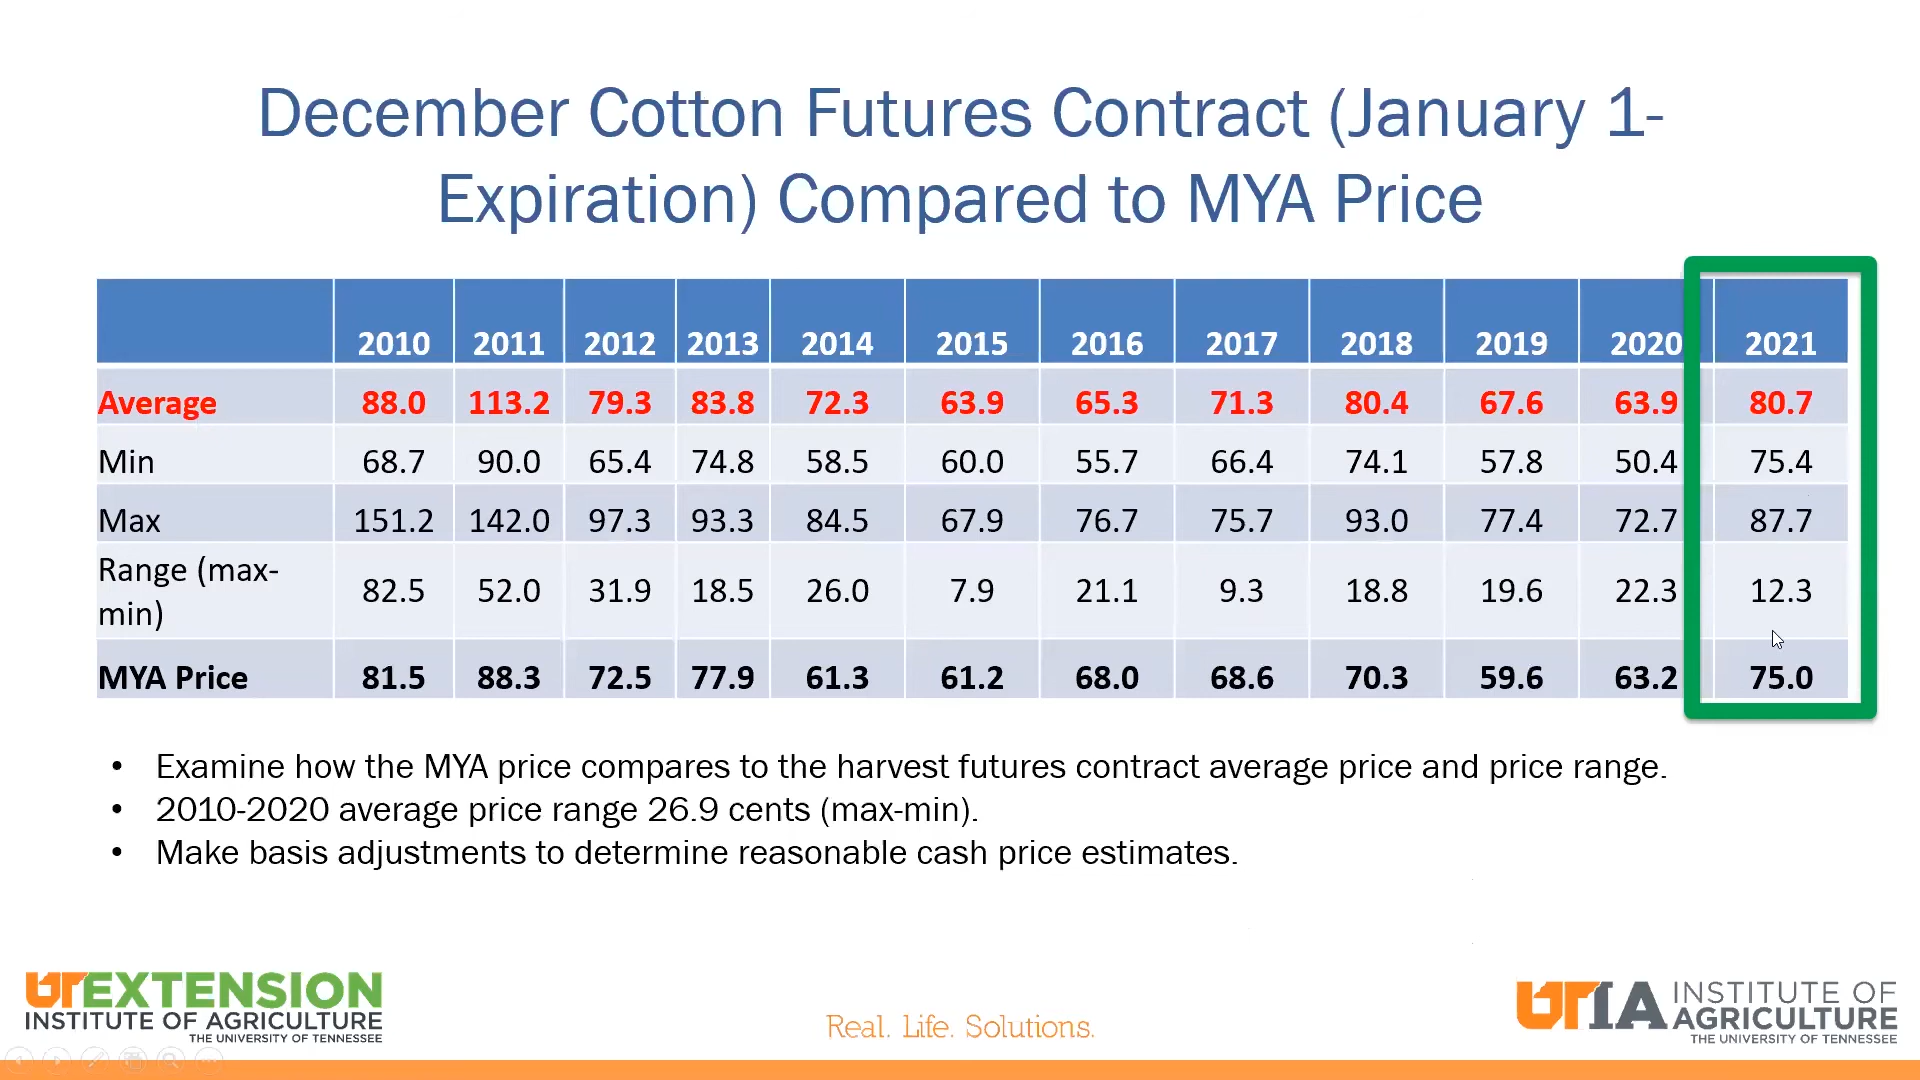 December Cotton Futures Contract (January 1-
Expiration) Compared to MYA Price
2010 2011 2012 2013 2014 2015 2016 2017 2018 2019 2020 2021
Average 88.0 113.2 79.3 83.8 72.3 63.9 65.3 71.3 80.4 67.6 63.9 80.7
Min 68.7 90.0 65.4 74.8 58.5 60.0 55.7 66.4 74.1 57.8 50.4 75.4
Max 151.2 142.0 97.3 93.3 84.5 67.9 76.7 75.7 93.0 77.4 72.7 87.7
Range (max-
min) 82.5 52.0 31.9 18.5 26.0 7.9 21.1 9.3 18.8 19.6 22.3 12.3
MYA Price 81.5 88.3 72.5 77.9 61.3 61.2 68.0 68.6 70.3 59.6 63.2 75.0
• Examine how the MYA price compares to the harvest futures contract average price and price range.
• 2010-2020 average price range 26.9 cents (max-min).
• Make basis adjustments to determine reasonable cash price estimates.
UT EXTENSION
INSTITUTE OF AGRICULTURE
THE UNIVERSITY OF TENNESSEE
Real. Life. Solutions.
UTIA INSTITUTE OF
AGRICULTURE
THE UNIVERSITY OF TENNESSEE